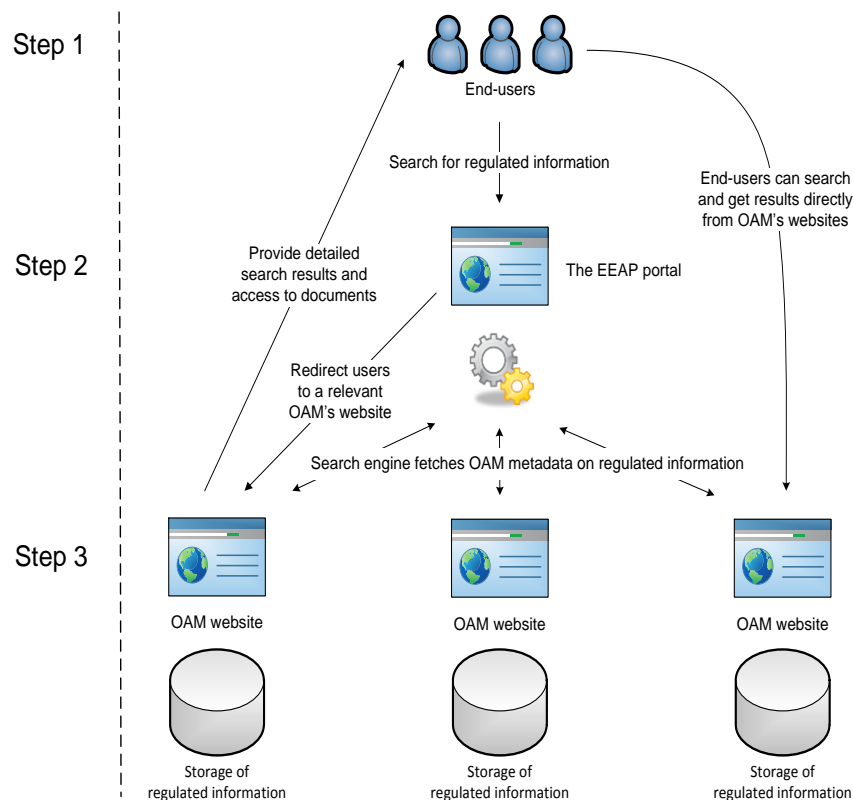 Step 1
End-users
Search for regulated information
End-users can search
and get results directly
from OAM's websites
Step 2
Provide detailed
search results and
access to documents
The EEAP portal
Redirect users
to a relevant
OAM's website
Search engine fetches OAM metadata on regulated information
Step 3
OAM website
OAM website
OAM website
Storage of
regulated information
Storage of
regulated information
Storage of
regulated information